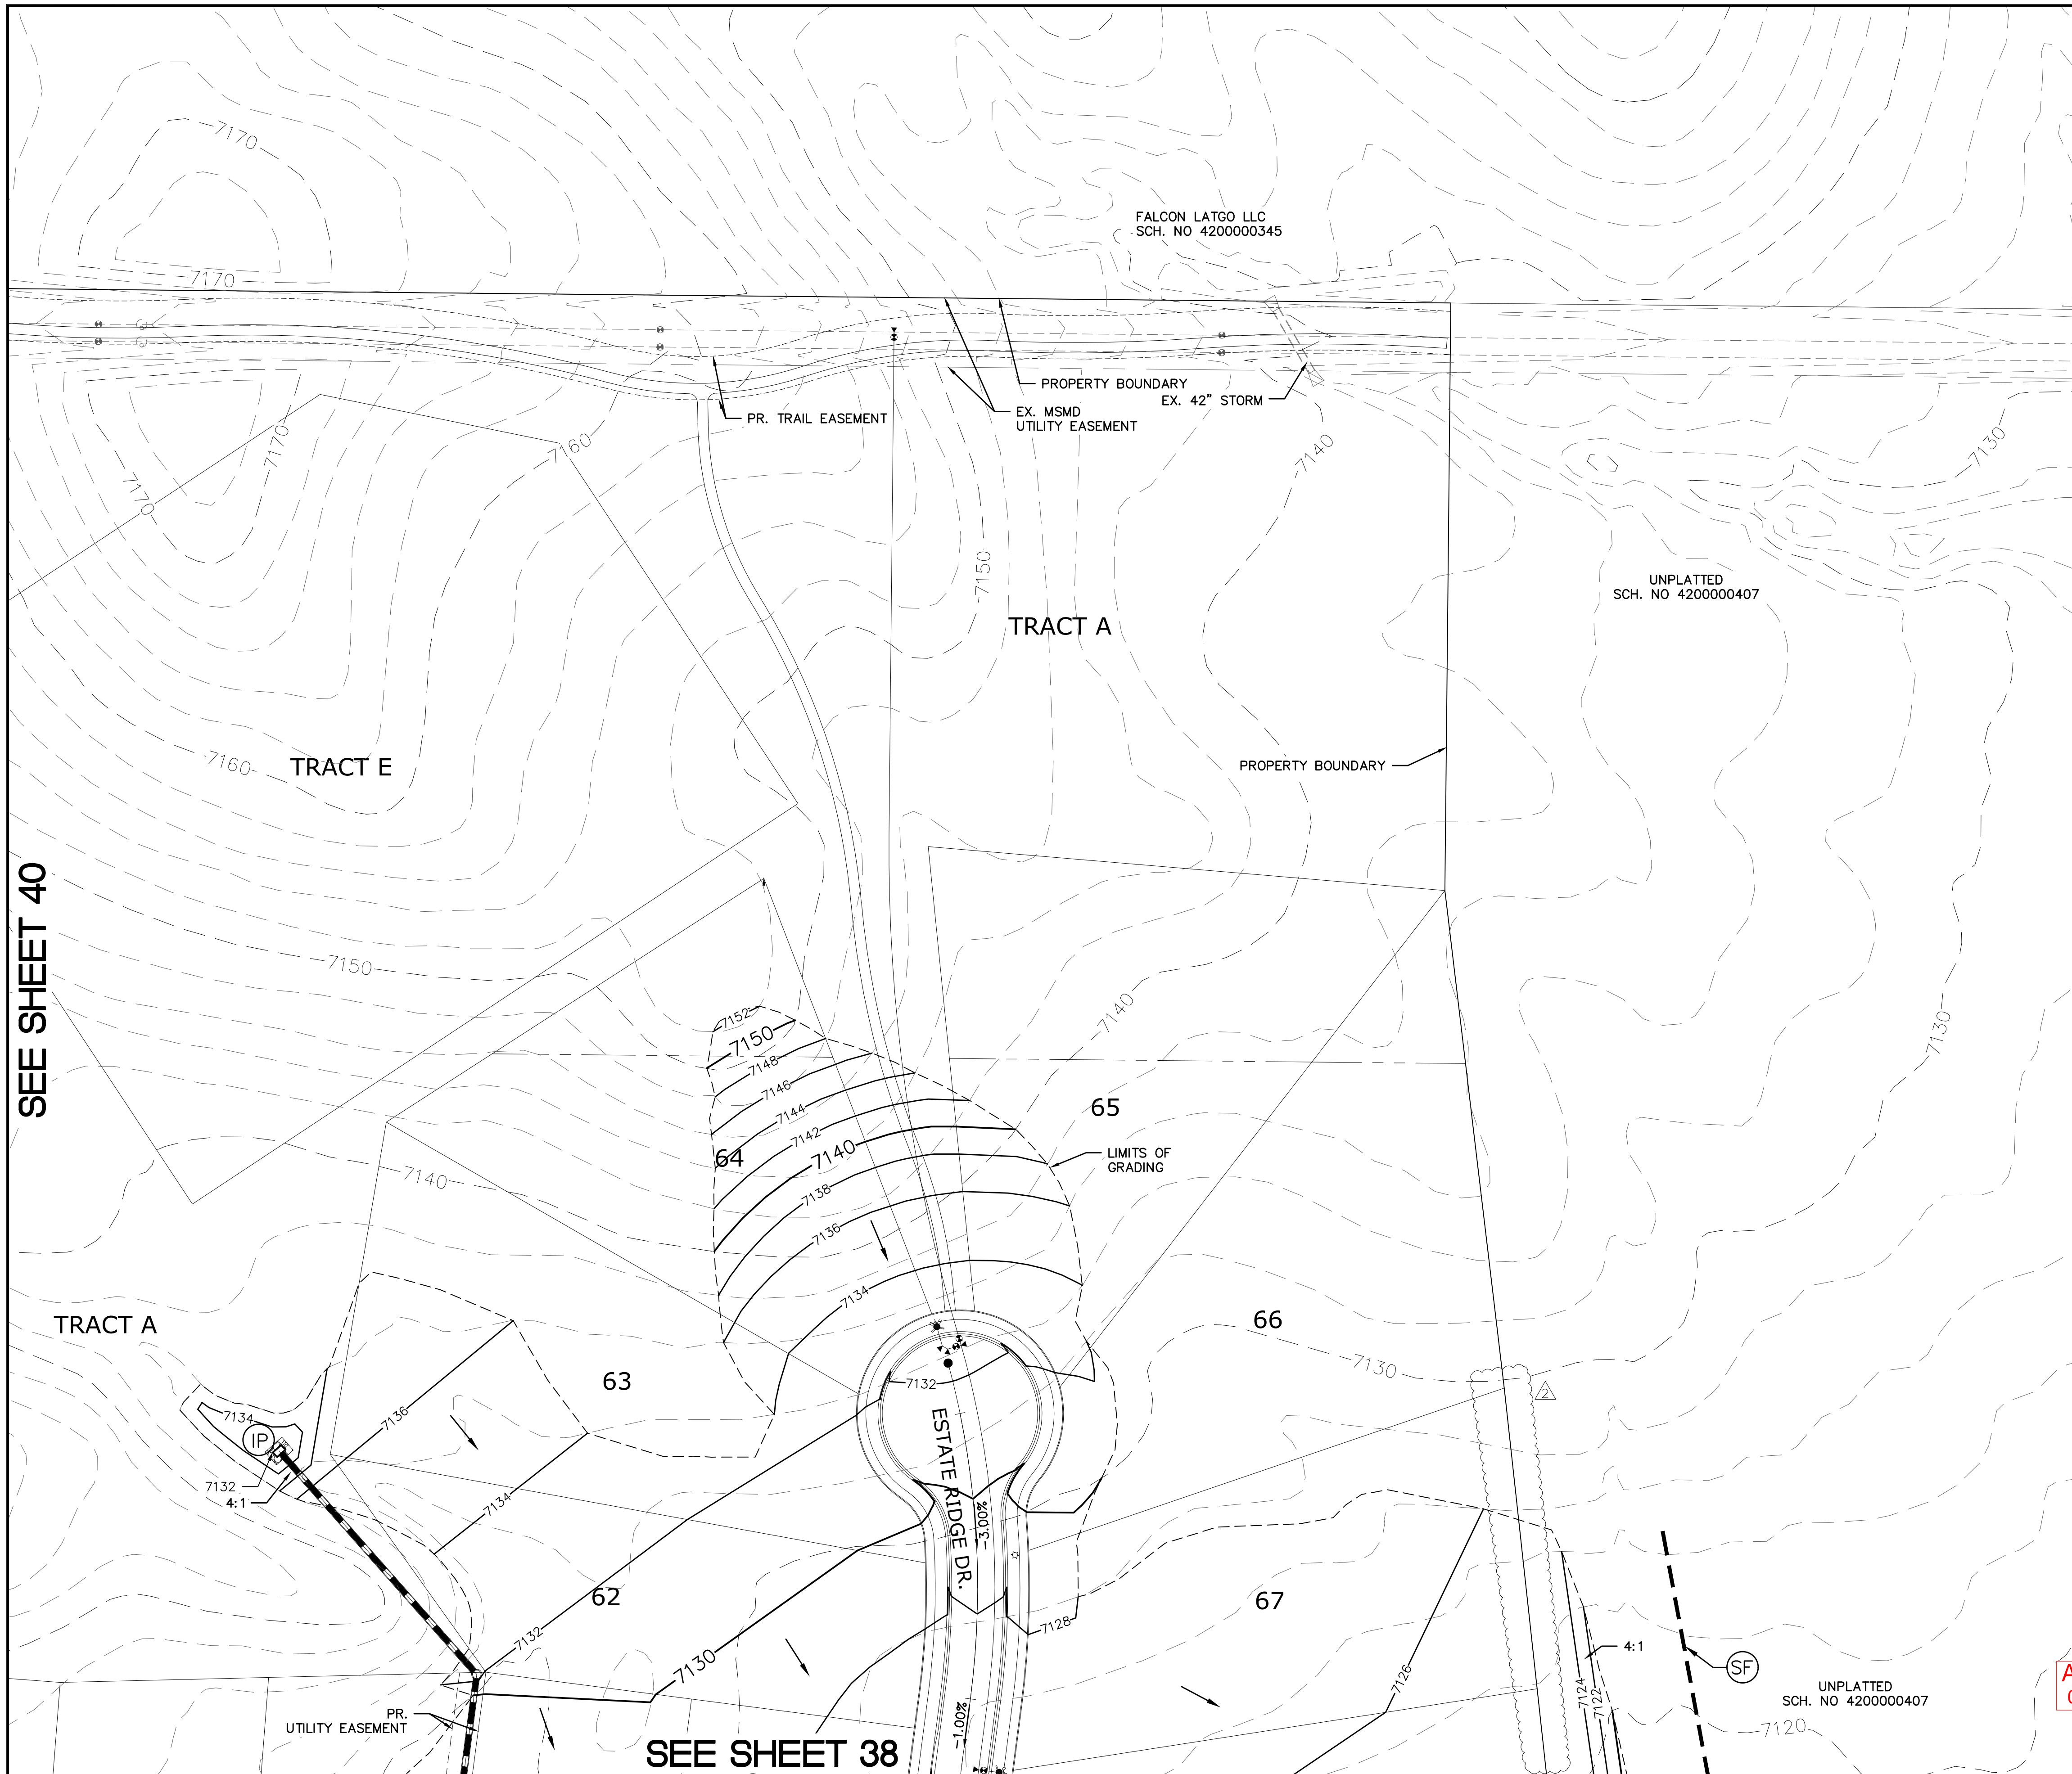 7170
FALCON LATGO LLC
SCH. NO 4200000345
7170
PROPERTY BOUNDARY
EX. 42" STORM
PR. TRAIL EASEMENT
EX. MSMD
UTILITY EASEMENT
7170
7170
7160
7140
7130
7150
UNPLATTED
SCH. NO 4200000407
TRACT A
7160
TRACT E
PROPERTY BOUNDARY
SEE SHEET 40
7150
7140
7130
7152
7150
7148
7146
7144
7142
7140
7138
7136
7134
65
64
LIMITS OF
GRADING
7140
TRACT A
66
7130
63
7132
2
7136
7134
IP
7132
4:1
7134
ESTATE RIDGE DR.
-3.00%
62
67
7132
7128
7130
7126
4:1
7124
7122
SF
UNPLATTED
SCH. NO 4200000407
7120
PR.
UTILITY EASEMENT
-1.00%
SEE SHEET 38